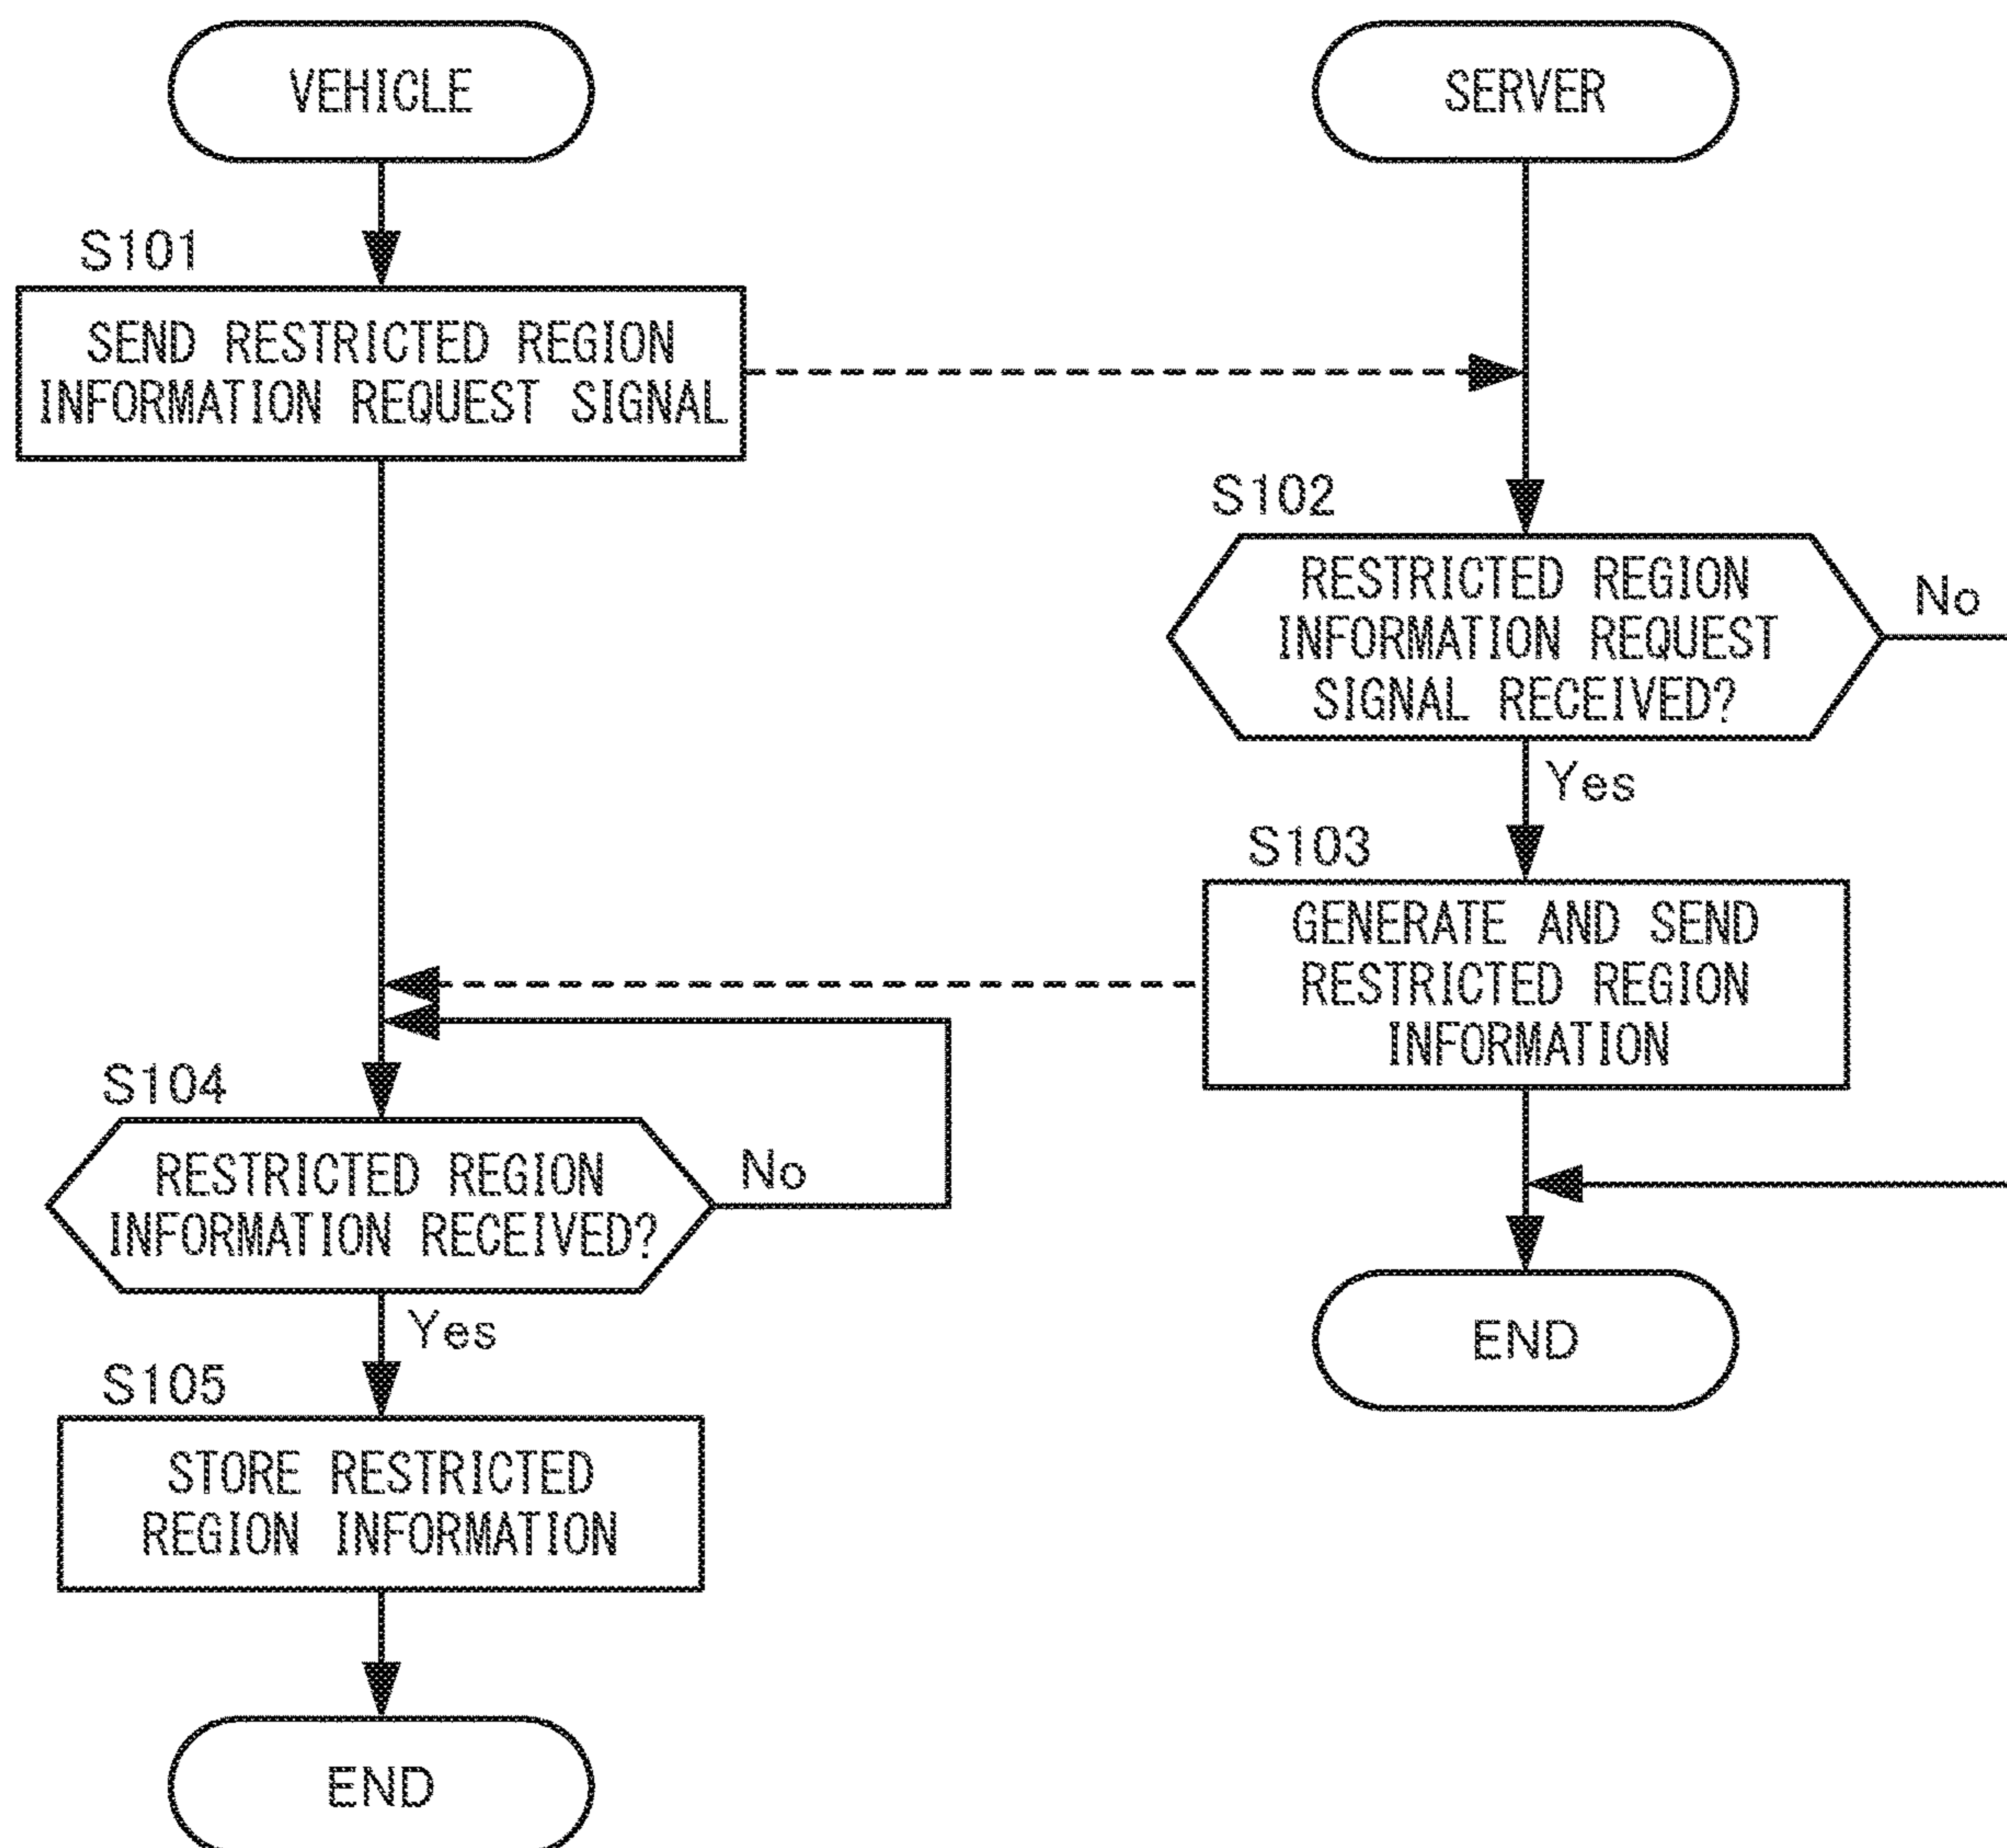 VEHICLE
SERVER
S101
SEND RESTRICTED REGION
INFORMATION REQUEST SIGNAL
S102
RESTRICTED REGION
INFORMATION REQUEST
SIGNAL RECEIVED?
No
Yes
S103
GENERATE AND SEND
RESTRICTED REGION
INFORMATION
S104
RESTRICTED REGION
INFORMATION RECEIVED?
No
Yes
END
S105
STORE RESTRICTED
REGION INFORMATION
END